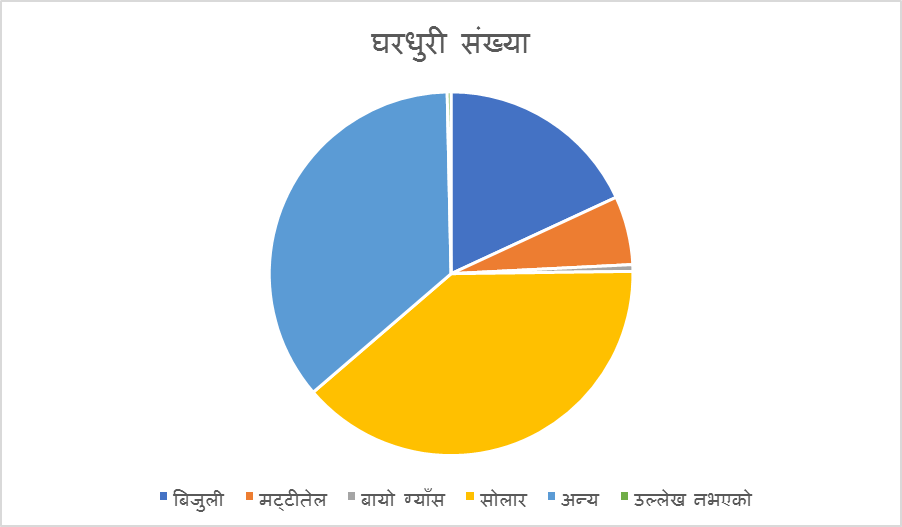 घरधुरी संख्या
बिजुली मट्टीतेल बायो ग्याँस सोलार अन्य उल्लेख नभएको